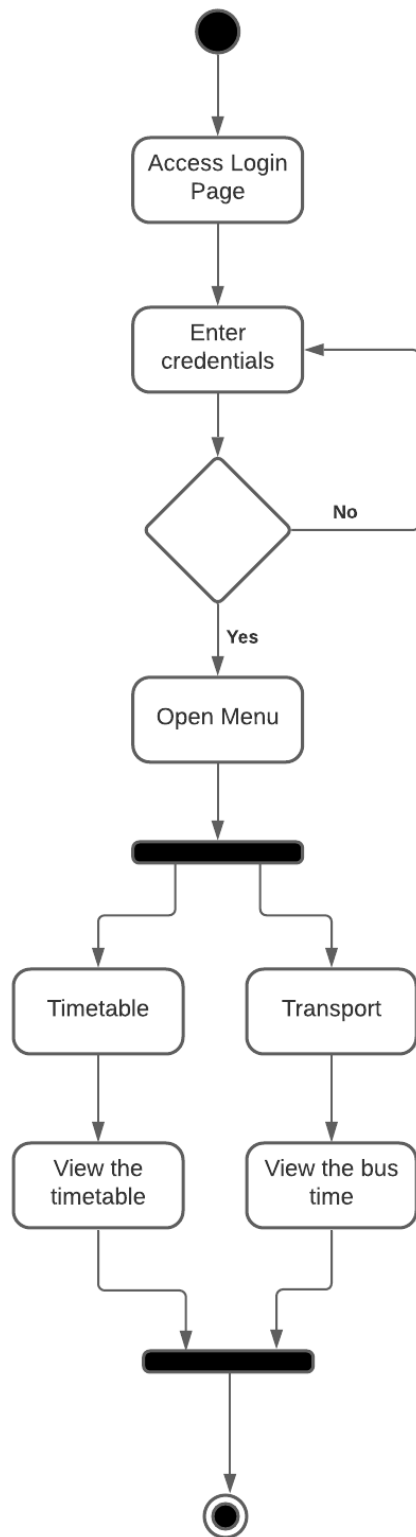 Access Login
Page
Enter
credentials
No
Yes
Open Menu
Timetable
Transport
View the
timetable
View the bus
time